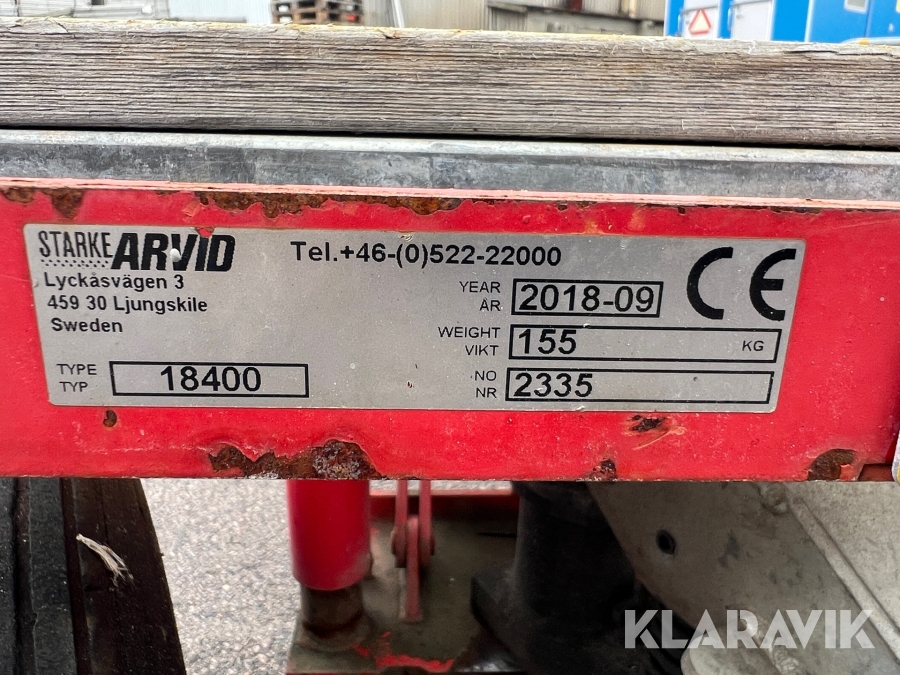 STARKE ARVID
Lyckåsvägen 3
459 30 Ljungskile
Sweden
Tel.+46-(0)522-22000
YEAR
ÅR
2018-09
CE
WEIGHT
VIKT
155 KG
TYPE
TYP
18400
NO
NR
2335
KLARAVIK